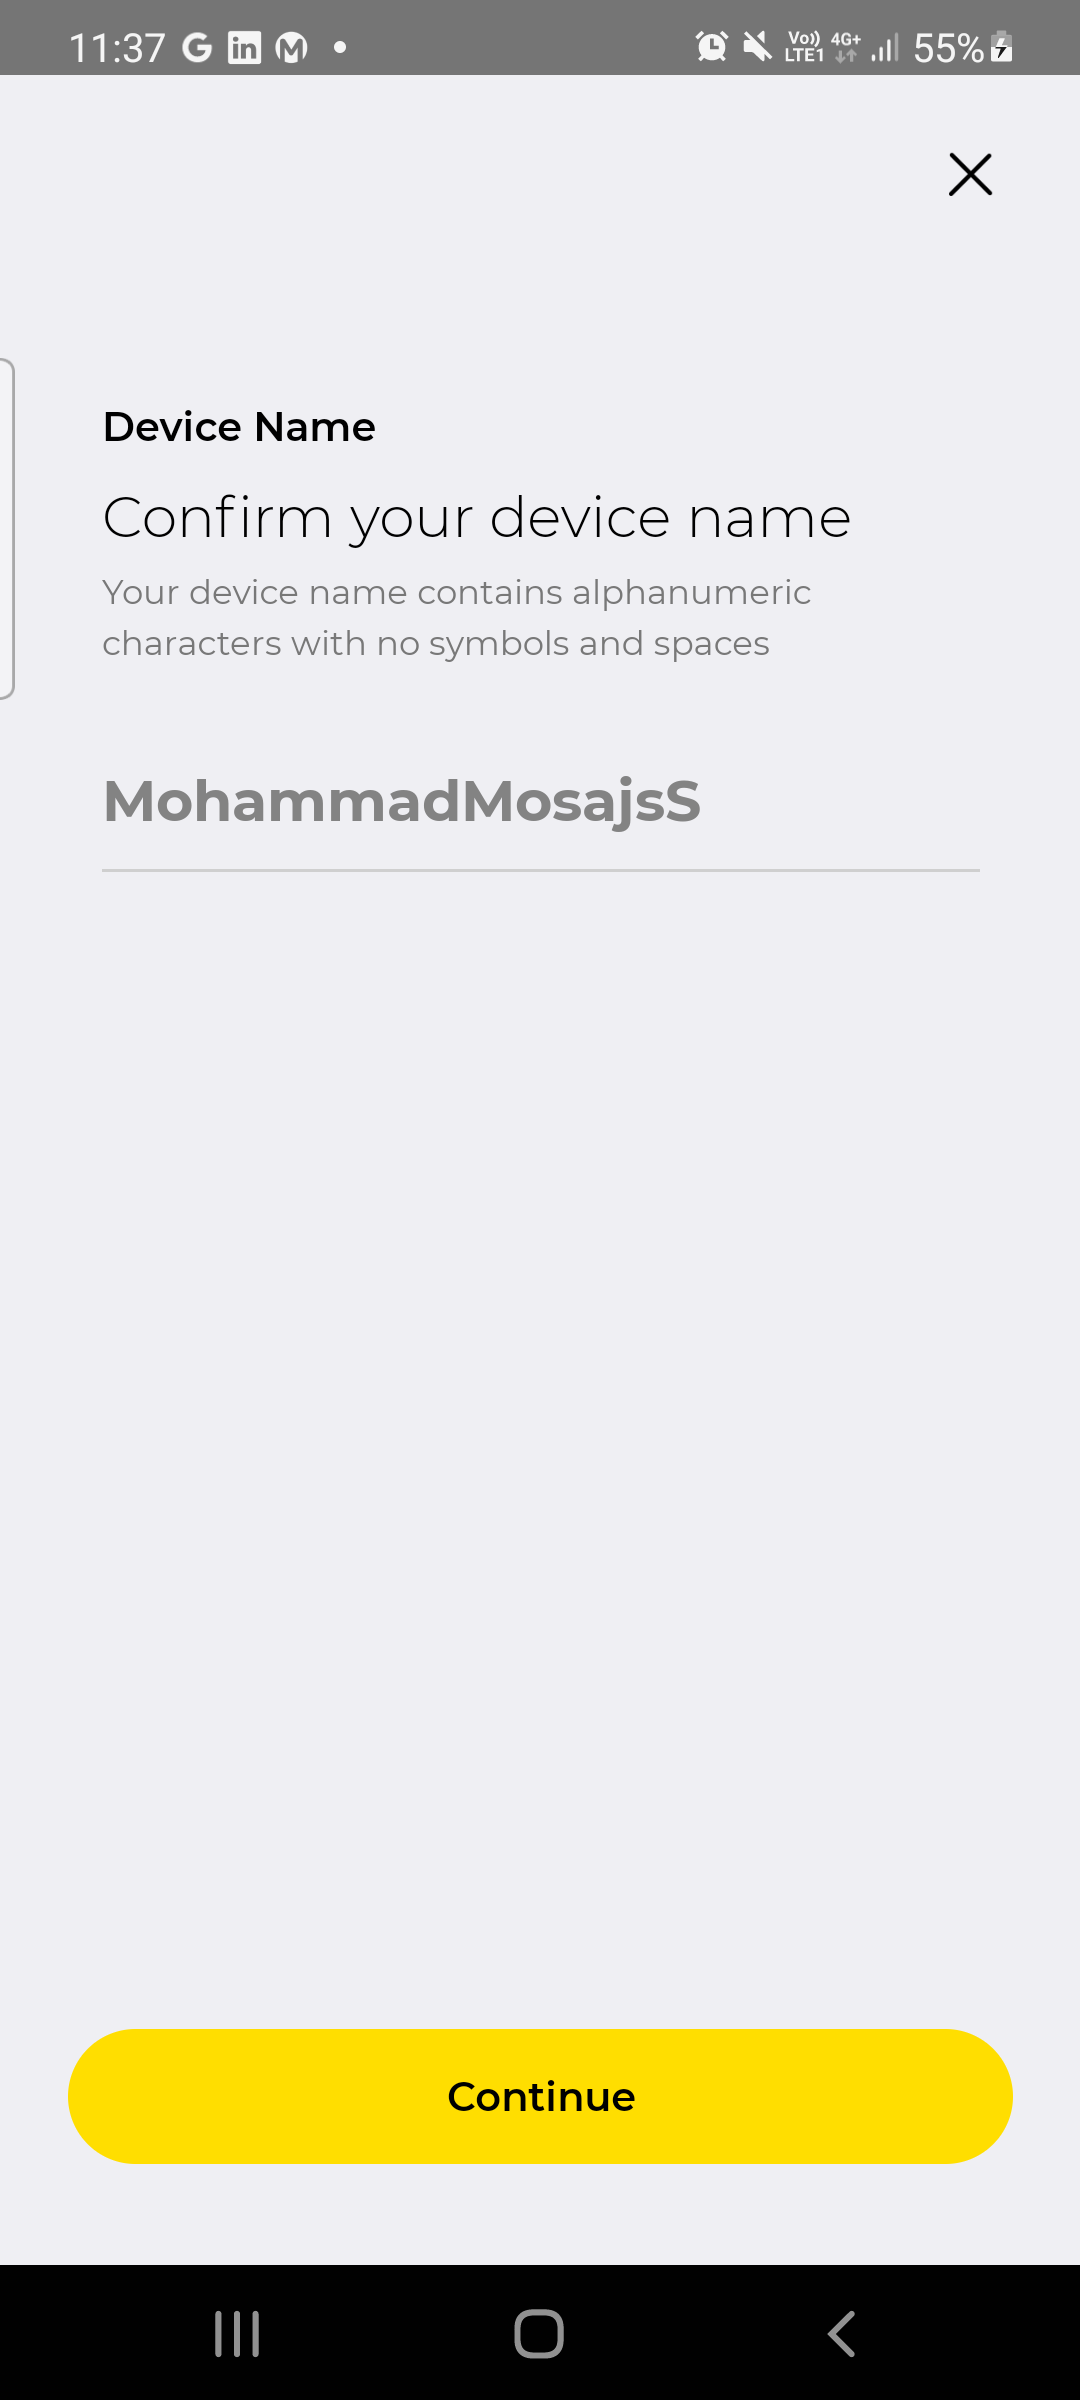 11:37
Vo)) 4G+
LTE1 55%
Device Name
Confirm your device name
Your device name contains alphanumeric
characters with no symbols and spaces
MohammadMosajsS
Continue